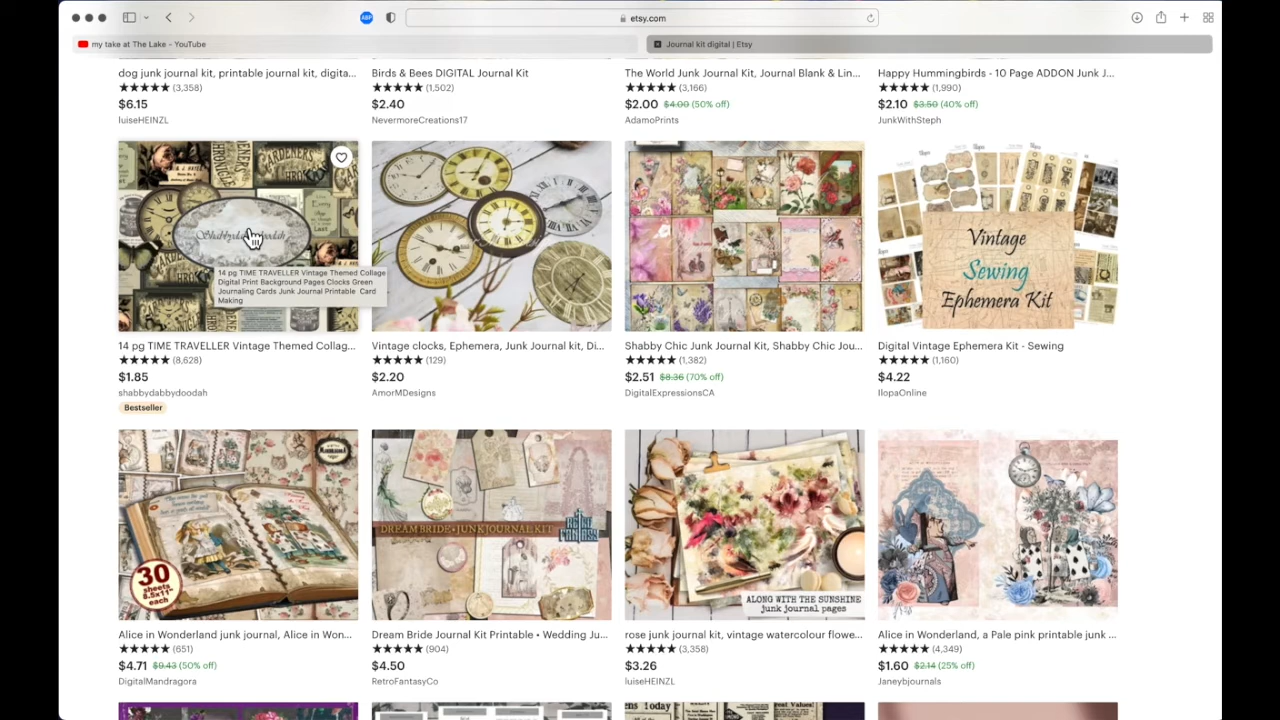 ABP
etsy.com
my take at The Lake - YouTube
Journal kit digital | Etsy
dog junk journal kit, printable journal kit, digita...
Birds & Bees DIGITAL Journal Kit
The World Junk Journal Kit, Journal Blank & Lin...
Happy Hummingbirds - 10 Page ADDON Junk J...
★★★★★ (3,358)
★★★★★ (1,502)
★★★★★ (3,166)
★★★★★ (1,990)
$6.15
$2.40
$2.00 $4.00 (50% off)
$2.10 $3.50 (40% off)
luiseHEINZL
NevermoreCreations17
AdamoPrints
JunkWithSteph
GARDENERS
CHRON
Vintage
Sewing
Ephemera Kit
14 pg TIME TRAVELLER Vintage Themed Collage
Digital Print Background Pages Clocks Green
Journaling Cards Junk Journal Printable Card
Making
14 pg TIME TRAVELLER Vintage Themed Collag...
Vintage clocks, Ephemera, Junk Journal kit, Di...
Shabby Chic Junk Journal Kit, Shabby Chic Jou...
Digital Vintage Ephemera Kit - Sewing
★★★★★ (8,628)
★★★★★ (129)
★★★★★ (1,382)
★★★★★ (1,160)
$1.85
$2.20
$2.51 $8.36 (70% off)
$4.22
shabbydabbydoodah
AmorMDesigns
DigitalExpressionsCA
IlopaOnline
Bestseller
30
sheets
8.5x11"
each
DREAM BRIDE • JUNK JOURNAL KIT
RETRO
FANTASY
ALONG WITH THE SUNSHINE
junk journal pages
Alice in Wonderland junk journal, Alice in Won...
Dream Bride Journal Kit Printable • Wedding Ju...
rose junk journal kit, vintage watercolour flowe...
Alice in Wonderland, a Pale pink printable junk ...
★★★★★ (651)
★★★★★ (904)
★★★★★ (3,358)
★★★★★ (4,349)
$4.71 $9.43 (50% off)
$4.50
$3.26
$1.60 $2.14 (25% off)
DigitalMandragora
RetroFantasyCo
luiseHEINZL
Janeybjournals